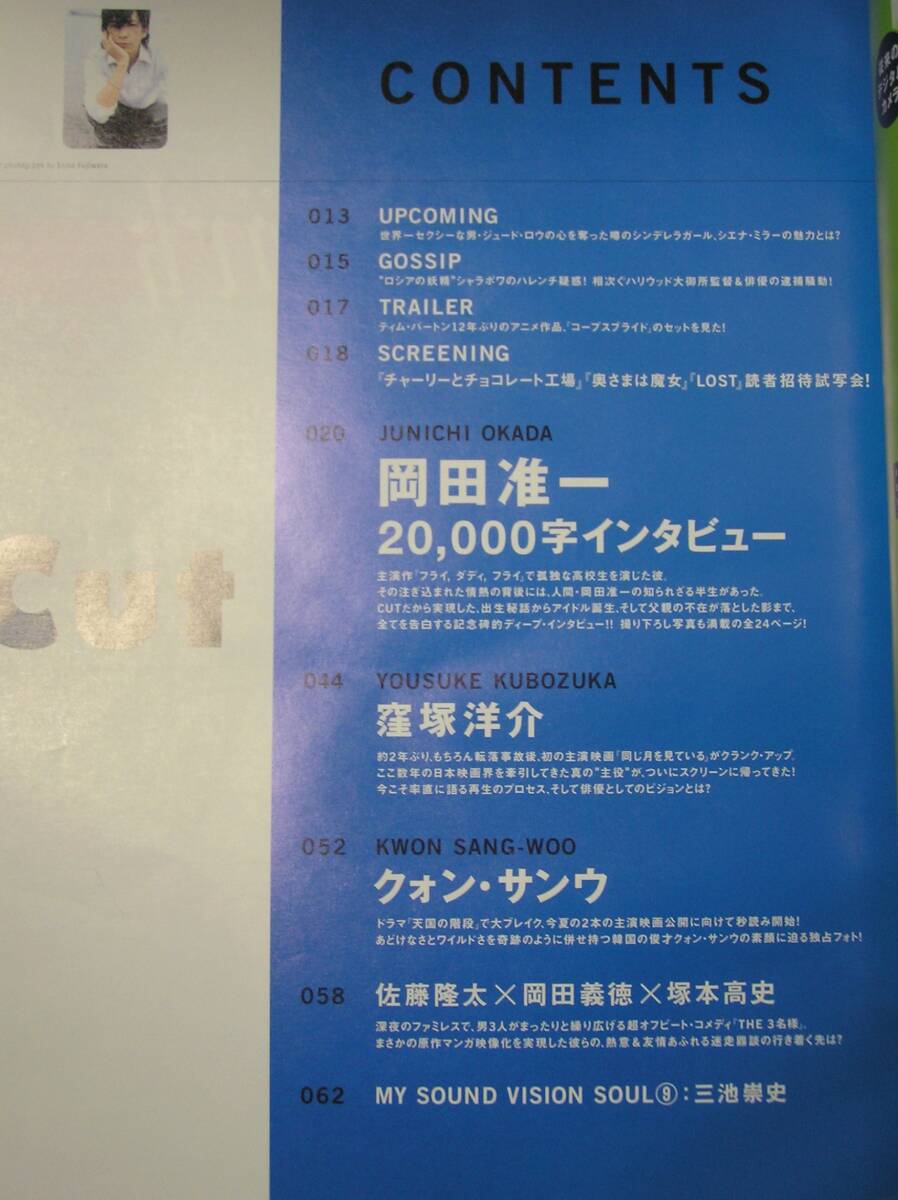 CONTENTS
Cut
013 UPCOMING
世界一セクシーな男・ジュード・ロウの心を奪った噂のシンデレラガール、シエナ・ミラーの魅力とは?
015 GOSSIP
"ロシアの妖精"シャラポワのハレンチ疑惑! 相次ぐハリウッド大御所監督&俳優の逮捕騒動!
017 TRAILER
ティム・バートン12年ぶりのアニメ作品、『コープスブライド』のセットを見た!
018 SCREENING
『チャーリーとチョコレート工場』『奥さまは魔女』『LOST』読者招待試写会!
020 JUNICHI OKADA
岡田准一
20,000字インタビュー
主演作『フライ, ダディ, フライ』で孤独な高校生を演じた彼。
その注ぎ込まれた情熱の背後には、人間・岡田准一の知られざる半生があった。
CUTだから実現した、出生秘話からアイドル誕生、そして父親の不在が落とした影まで、
全てを告白する記念碑的ディープ・インタビュー!! 撮り下ろし写真も満載の全24ページ!
044 YOUSUKE KUBOZUKA
窪塚洋介
約2年ぶり、もちろん転落事故後、初の主演映画『同じ月を見ている』がクランク・アップ。
ここ数年の日本映画界を牽引してきた真の"主役"が、ついにスクリーンに帰ってきた!
今こそ率直に語る再生のプロセス、そして俳優としてのビジョンとは?
052 KWON SANG-WOO
クォン・サンウ
ドラマ『天国の階段』で大ブレイク、今夏の2本の主演映画公開に向けて秒読み開始!
あどけなさとワイルドさを奇跡のように併せ持つ韓国の俊才クォン・サンウの素顔に迫る独占フォト!
058 佐藤隆太×岡田義徳×塚本高史
深夜のファミレスで、男3人がまったりと繰り広げる超オフビート・コメディ『THE 3名様』。
まさかの原作マンガ映像化を実現した彼らの、熱意&友情あふれる迷走鼎談の行き着く先は?
062 MY SOUND VISION SOUL⑨:三池崇史